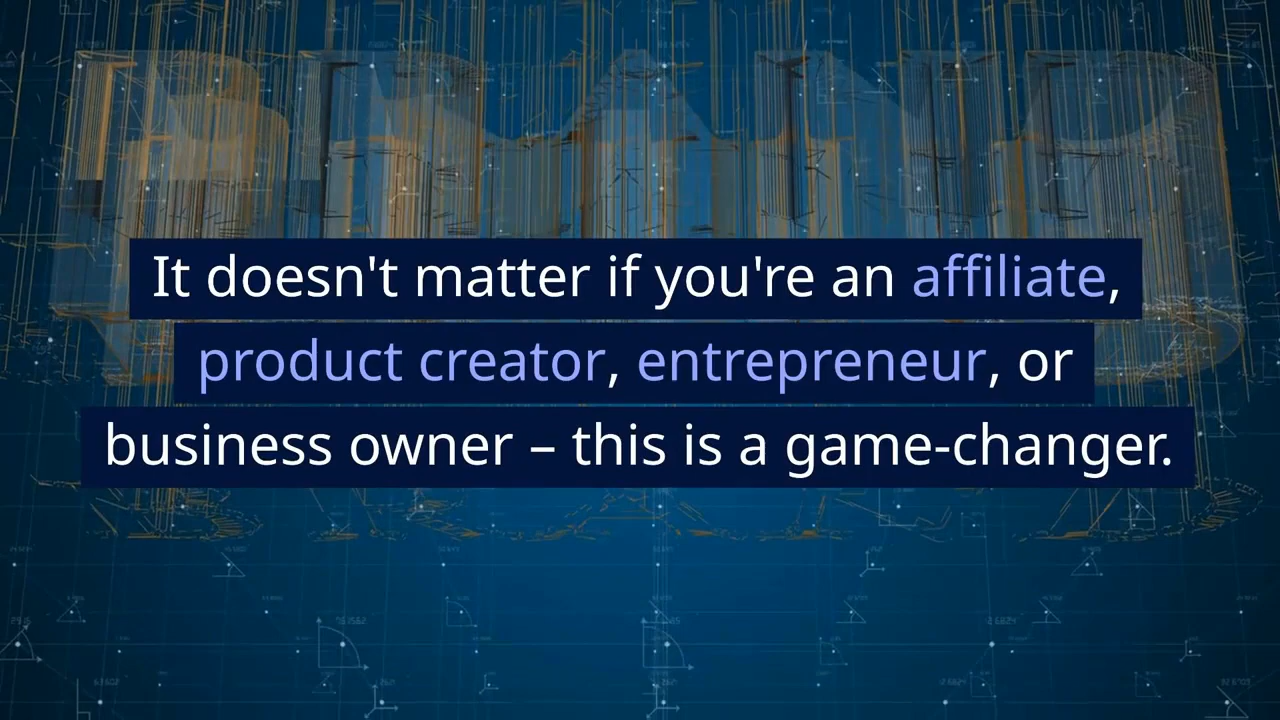 It doesn't matter if you're an affiliate,
product creator, entrepreneur, or
business owner – this is a game-changer.